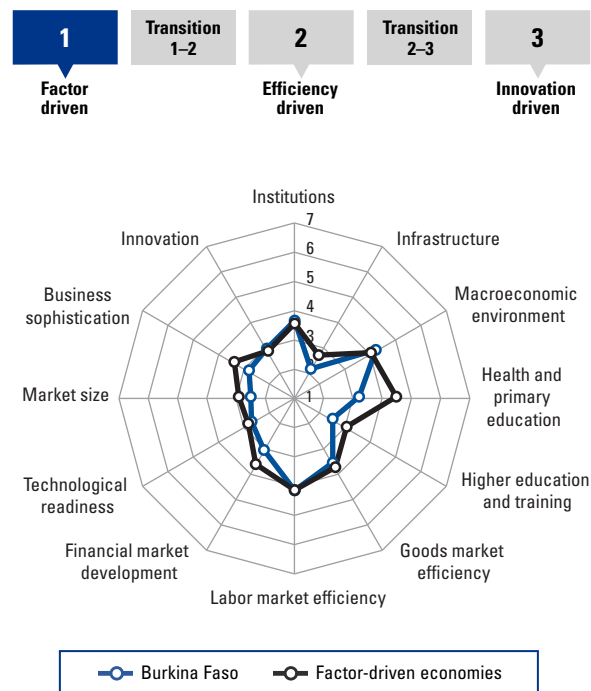 1
Transition
1–2
2
Transition
2–3
3
Factor
driven
Efficiency
driven
Innovation
driven
Institutions
7
Innovation
6
Infrastructure
5
Business
sophistication
Macroeconomic
environment
4
3
Market size
1
Health and
primary
education
Technological
readiness
Higher education
and training
Financial market
development
Goods market
efficiency
Labor market efficiency
Burkina Faso
Factor-driven economies